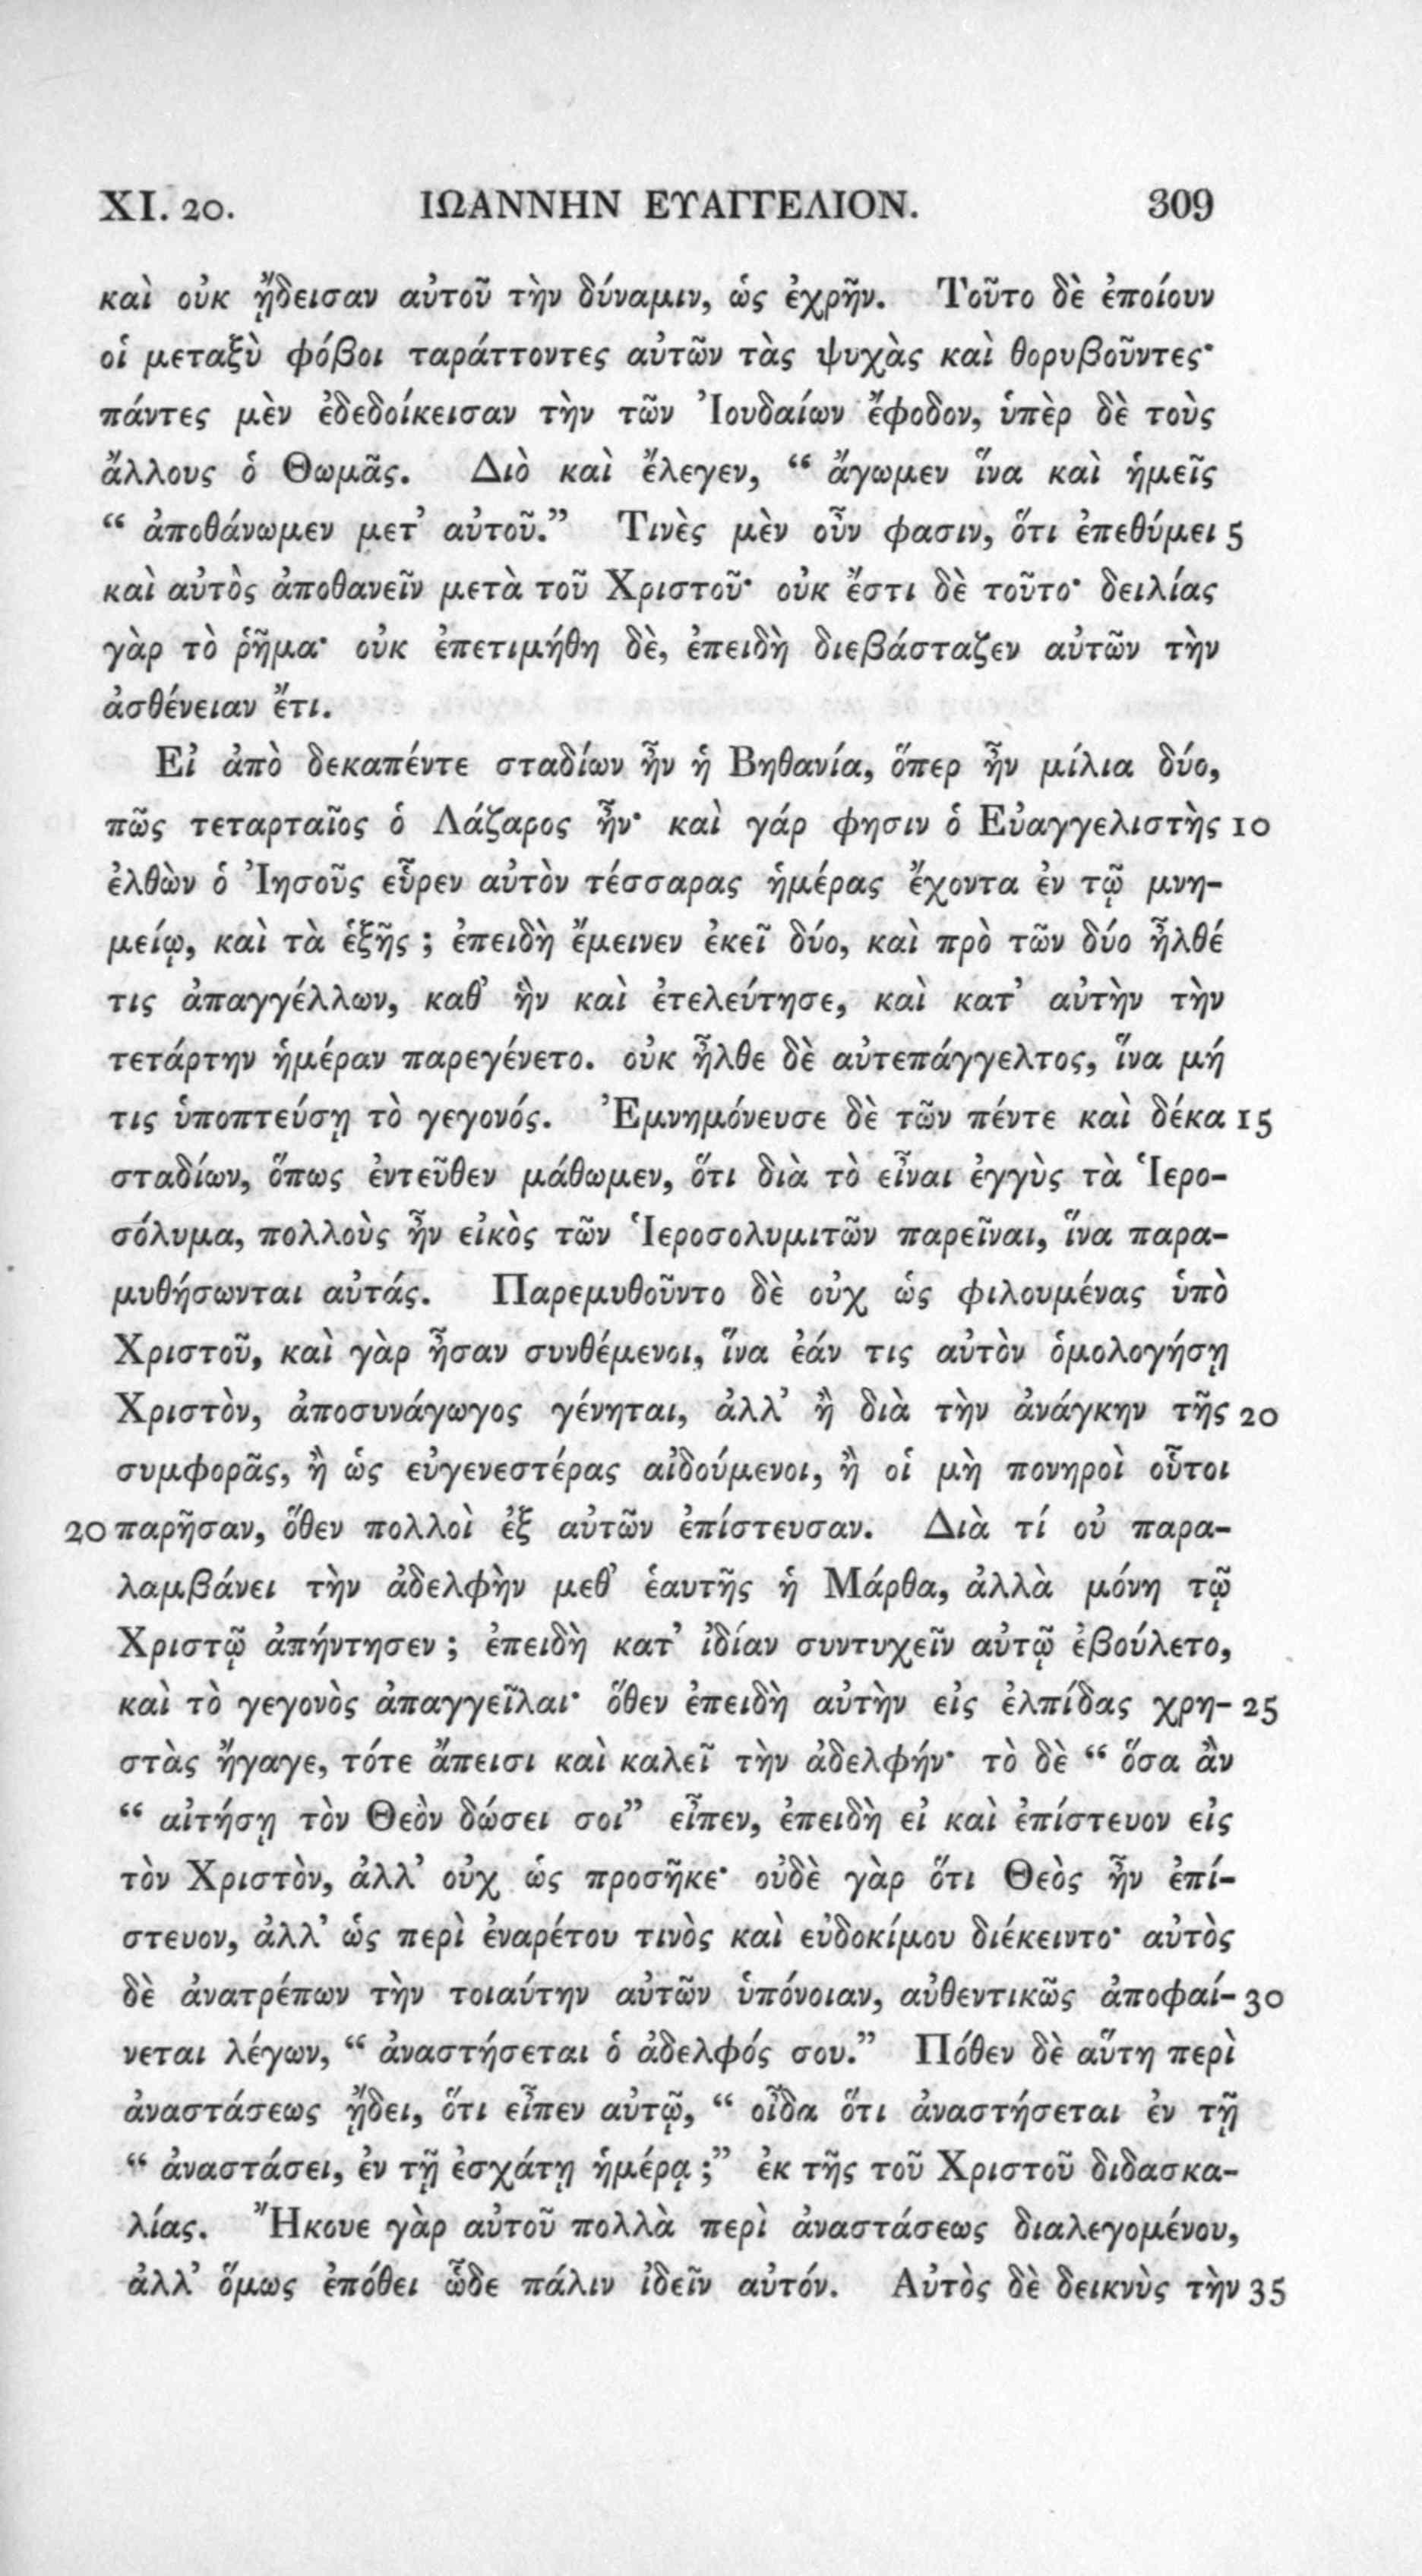 XI. 20. ΙΩΑΝΝΗΝ ΕΥΑΓΓΕΛΙΟΝ. 309
καὶ οὐκ ᾔδεισαν αὐτοῦ τὴν δύναμιν, ὡς ἐχρῆν. Τοῦτο δὲ ἐποίουν
οἱ μεταξὺ φόβοι ταράττοντες αὐτῶν τὰς ψυχὰς καὶ θορυβοῦντες·
πάντες μὲν ἐδεδοίκεισαν τὴν τῶν Ἰουδαίων ἔφοδον, ὑπὲρ δὲ τοὺς
ἄλλους ὁ Θωμᾶς. Διὸ καὶ ἔλεγεν, “ ἄγωμεν ἵνα καὶ ἡμεῖς
“ ἀποθάνωμεν μετ’ αὐτοῦ.” Τινὲς μὲν οὖν φασιν, ὅτι ἐπεθύμει 5
καὶ αὐτὸς ἀποθανεῖν μετὰ τοῦ Χριστοῦ· οὐκ ἔστι δὲ τοῦτο· δειλίας
γὰρ τὸ ῥῆμα· οὐκ ἐπετιμήθη δὲ, ἐπειδὴ διεβάσταζεν αὐτῶν τὴν
ἀσθένειαν ἔτι.
Εἰ ἀπὸ δεκαπέντε σταδίων ἦν ἡ Βηθανία, ὅπερ ἦν μίλια δύο,
πῶς τεταρταῖος ὁ Λάζαρος ἦν· καὶ γάρ φησιν ὁ Εὐαγγελιστὴς 10
ἐλθὼν ὁ Ἰησοῦς εὗρεν αὐτὸν τέσσαρας ἡμέρας ἔχοντα ἐν τῷ μνη-
μείῳ, καὶ τὰ ἑξῆς ; ἐπειδὴ ἔμεινεν ἐκεῖ δύο, καὶ πρὸ τῶν δύο ἦλθέ
τις ἀπαγγέλλων, καθ’ ἣν καὶ ἐτελεύτησε, καὶ κατ’ αὐτὴν τὴν
τετάρτην ἡμέραν παρεγένετο. οὐκ ἦλθε δὲ αὐτεπάγγελτος, ἵνα μή
τις ὑποπτεύσῃ τὸ γεγονός. Ἐμνημόνευσε δὲ τῶν πέντε καὶ δέκα 15
σταδίων, ὅπως ἐντεῦθεν μάθωμεν, ὅτι διὰ τὸ εἶναι ἐγγὺς τὰ Ἱερο-
σόλυμα, πολλοὺς ἦν εἰκὸς τῶν Ἱεροσολυμιτῶν παρεῖναι, ἵνα παρα-
μυθήσωνται αὐτάς. Παρεμυθοῦντο δὲ οὐχ ὡς φιλουμένας ὑπὸ
Χριστοῦ, καὶ γὰρ ἦσαν συνθέμενοι, ἵνα ἐάν τις αὐτὸν ὁμολογήσῃ
Χριστὸν, ἀποσυνάγωγος γένηται, ἀλλ’ ἢ διὰ τὴν ἀνάγκην τῆς 20
συμφορᾶς, ἢ ὡς εὐγενεστέρας αἰδούμενοι, ἢ οἱ μὴ πονηροὶ οὗτοι
20 παρῆσαν, ὅθεν πολλοὶ ἐξ αὐτῶν ἐπίστευσαν. Διὰ τί οὐ παρα-
λαμβάνει τὴν ἀδελφὴν μεθ’ ἑαυτῆς ἡ Μάρθα, ἀλλὰ μόνη τῷ
Χριστῷ ἀπήντησεν ; ἐπειδὴ κατ’ ἰδίαν συντυχεῖν αὐτῷ ἐβούλετο,
καὶ τὸ γεγονὸς ἀπαγγεῖλαι· ὅθεν ἐπειδὴ αὐτὴν εἰς ἐλπίδας χρη- 25
στὰς ἤγαγε, τότε ἄπεισι καὶ καλεῖ τὴν ἀδελφήν· τὸ δὲ “ ὅσα ἂν
“ αἰτήσῃ τὸν Θεὸν δώσει σοι” εἶπεν, ἐπειδὴ εἰ καὶ ἐπίστευον εἰς
τὸν Χριστὸν, ἀλλ’ οὐχ ὡς προσῆκε· οὐδὲ γὰρ ὅτι Θεὸς ἦν ἐπί-
στευον, ἀλλ’ ὡς περὶ ἐναρέτου τινὸς καὶ εὐδοκίμου διέκειντο· αὐτὸς
δὲ ἀνατρέπων τὴν τοιαύτην αὐτῶν ὑπόνοιαν, αὐθεντικῶς ἀποφαί- 30
νεται λέγων, “ ἀναστήσεται ὁ ἀδελφός σου.” Πόθεν δὲ αὕτη περὶ
ἀναστάσεως ᾔδει, ὅτι εἶπεν αὐτῷ, “ οἶδα ὅτι ἀναστήσεται ἐν τῇ
“ ἀναστάσει, ἐν τῇ ἐσχάτῃ ἡμέρᾳ ;” ἐκ τῆς τοῦ Χριστοῦ διδασκα-
λίας. Ἤκουε γὰρ αὐτοῦ πολλὰ περὶ ἀναστάσεως διαλεγομένου,
ἀλλ’ ὅμως ἐπόθει ὧδε πάλιν ἰδεῖν αὐτόν. Αὐτὸς δὲ δεικνὺς τὴν 35